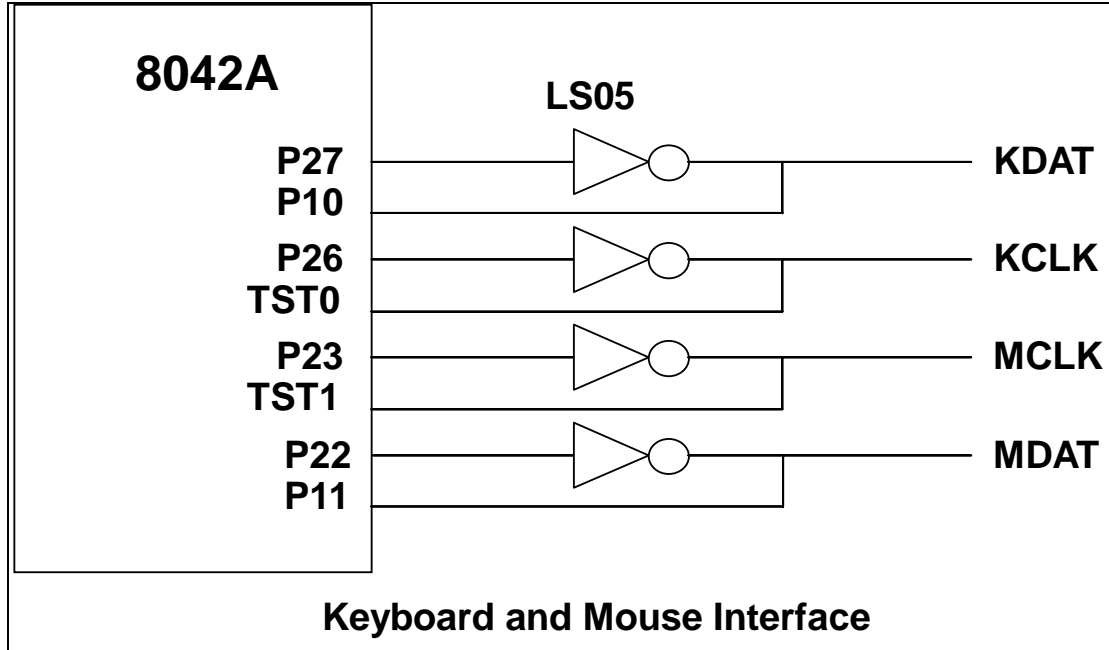 8042A
LS05
P27
KDAT
P10
P26
KCLK
TST0
P23
MCLK
TST1
P22
MDAT
P11
Keyboard and Mouse Interface